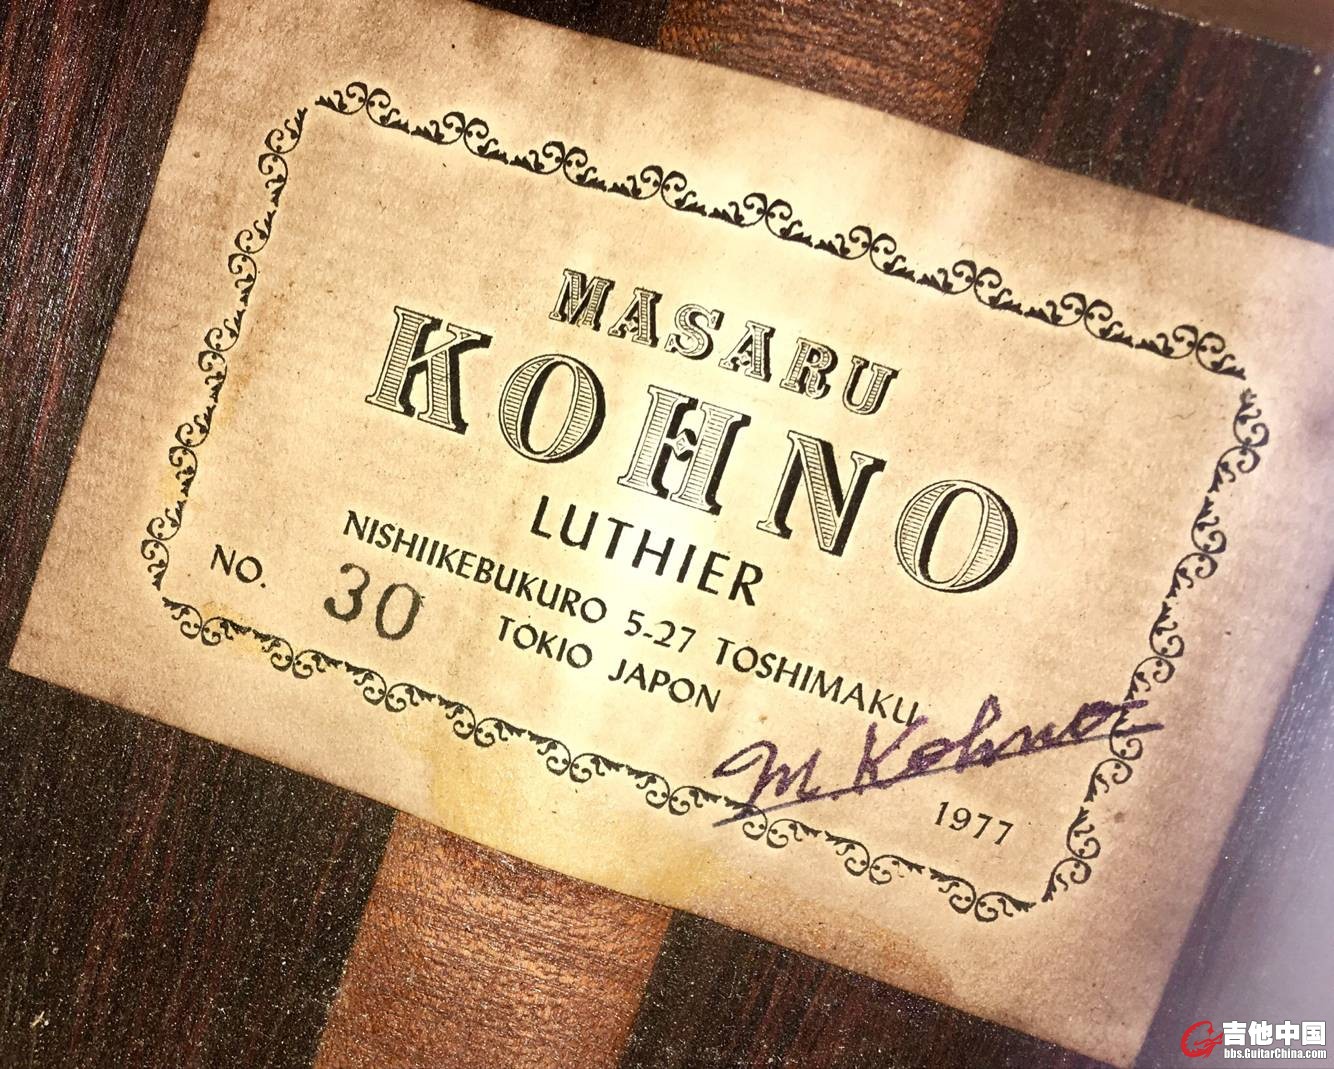 MASARU
KOHNO
LUTHIER
NISHIIKEBUKURO 5-27 TOSHIMAKU
TOKIO JAPON
NO. 30
M. Kohno
1977
吉他中国
bbs.GuitarChina.com